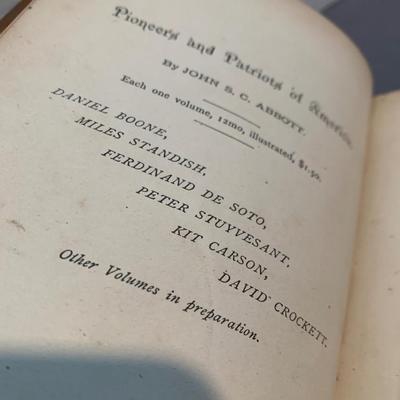 Pioneers and Patriots of America.
By JOHN S. C. ABBOTT.
Each one volume, 12mo, illustrated, $1.50.
DANIEL BOONE,
MILES STANDISH,
FERDINAND DE SOTO,
PETER STUYVESANT.
KIT CARSON,
DAVID CROCKETT.
Other Volumes in preparation.